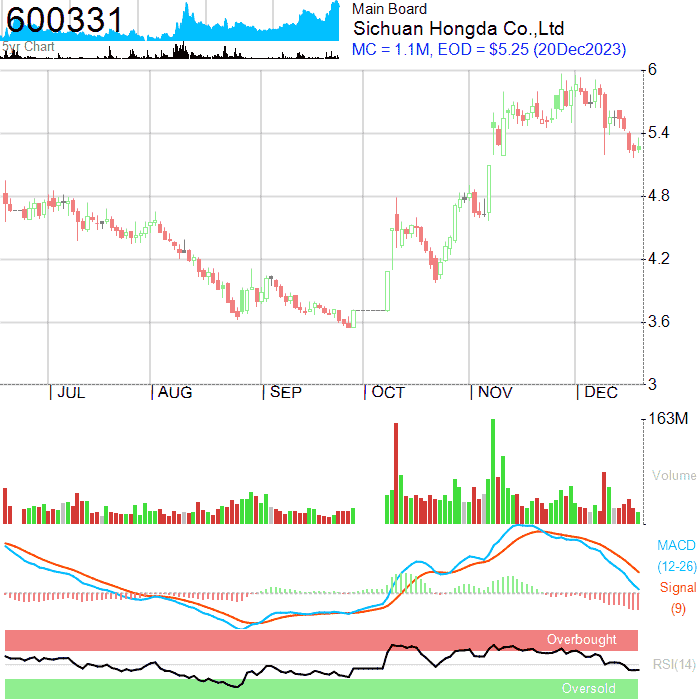 600331
Main Board
Sichuan Hongda Co.,Ltd
5yr Chart
MC = 1.1M, EOD = $5.25 (20Dec2023)
6
5.4
4.8
4.2
3.6
3
JUL AUG SEP OCT NOV DEC
163M
Volume
MACD
(12-26)
Signal
(9)
Overbought
RSI(14)
Oversold